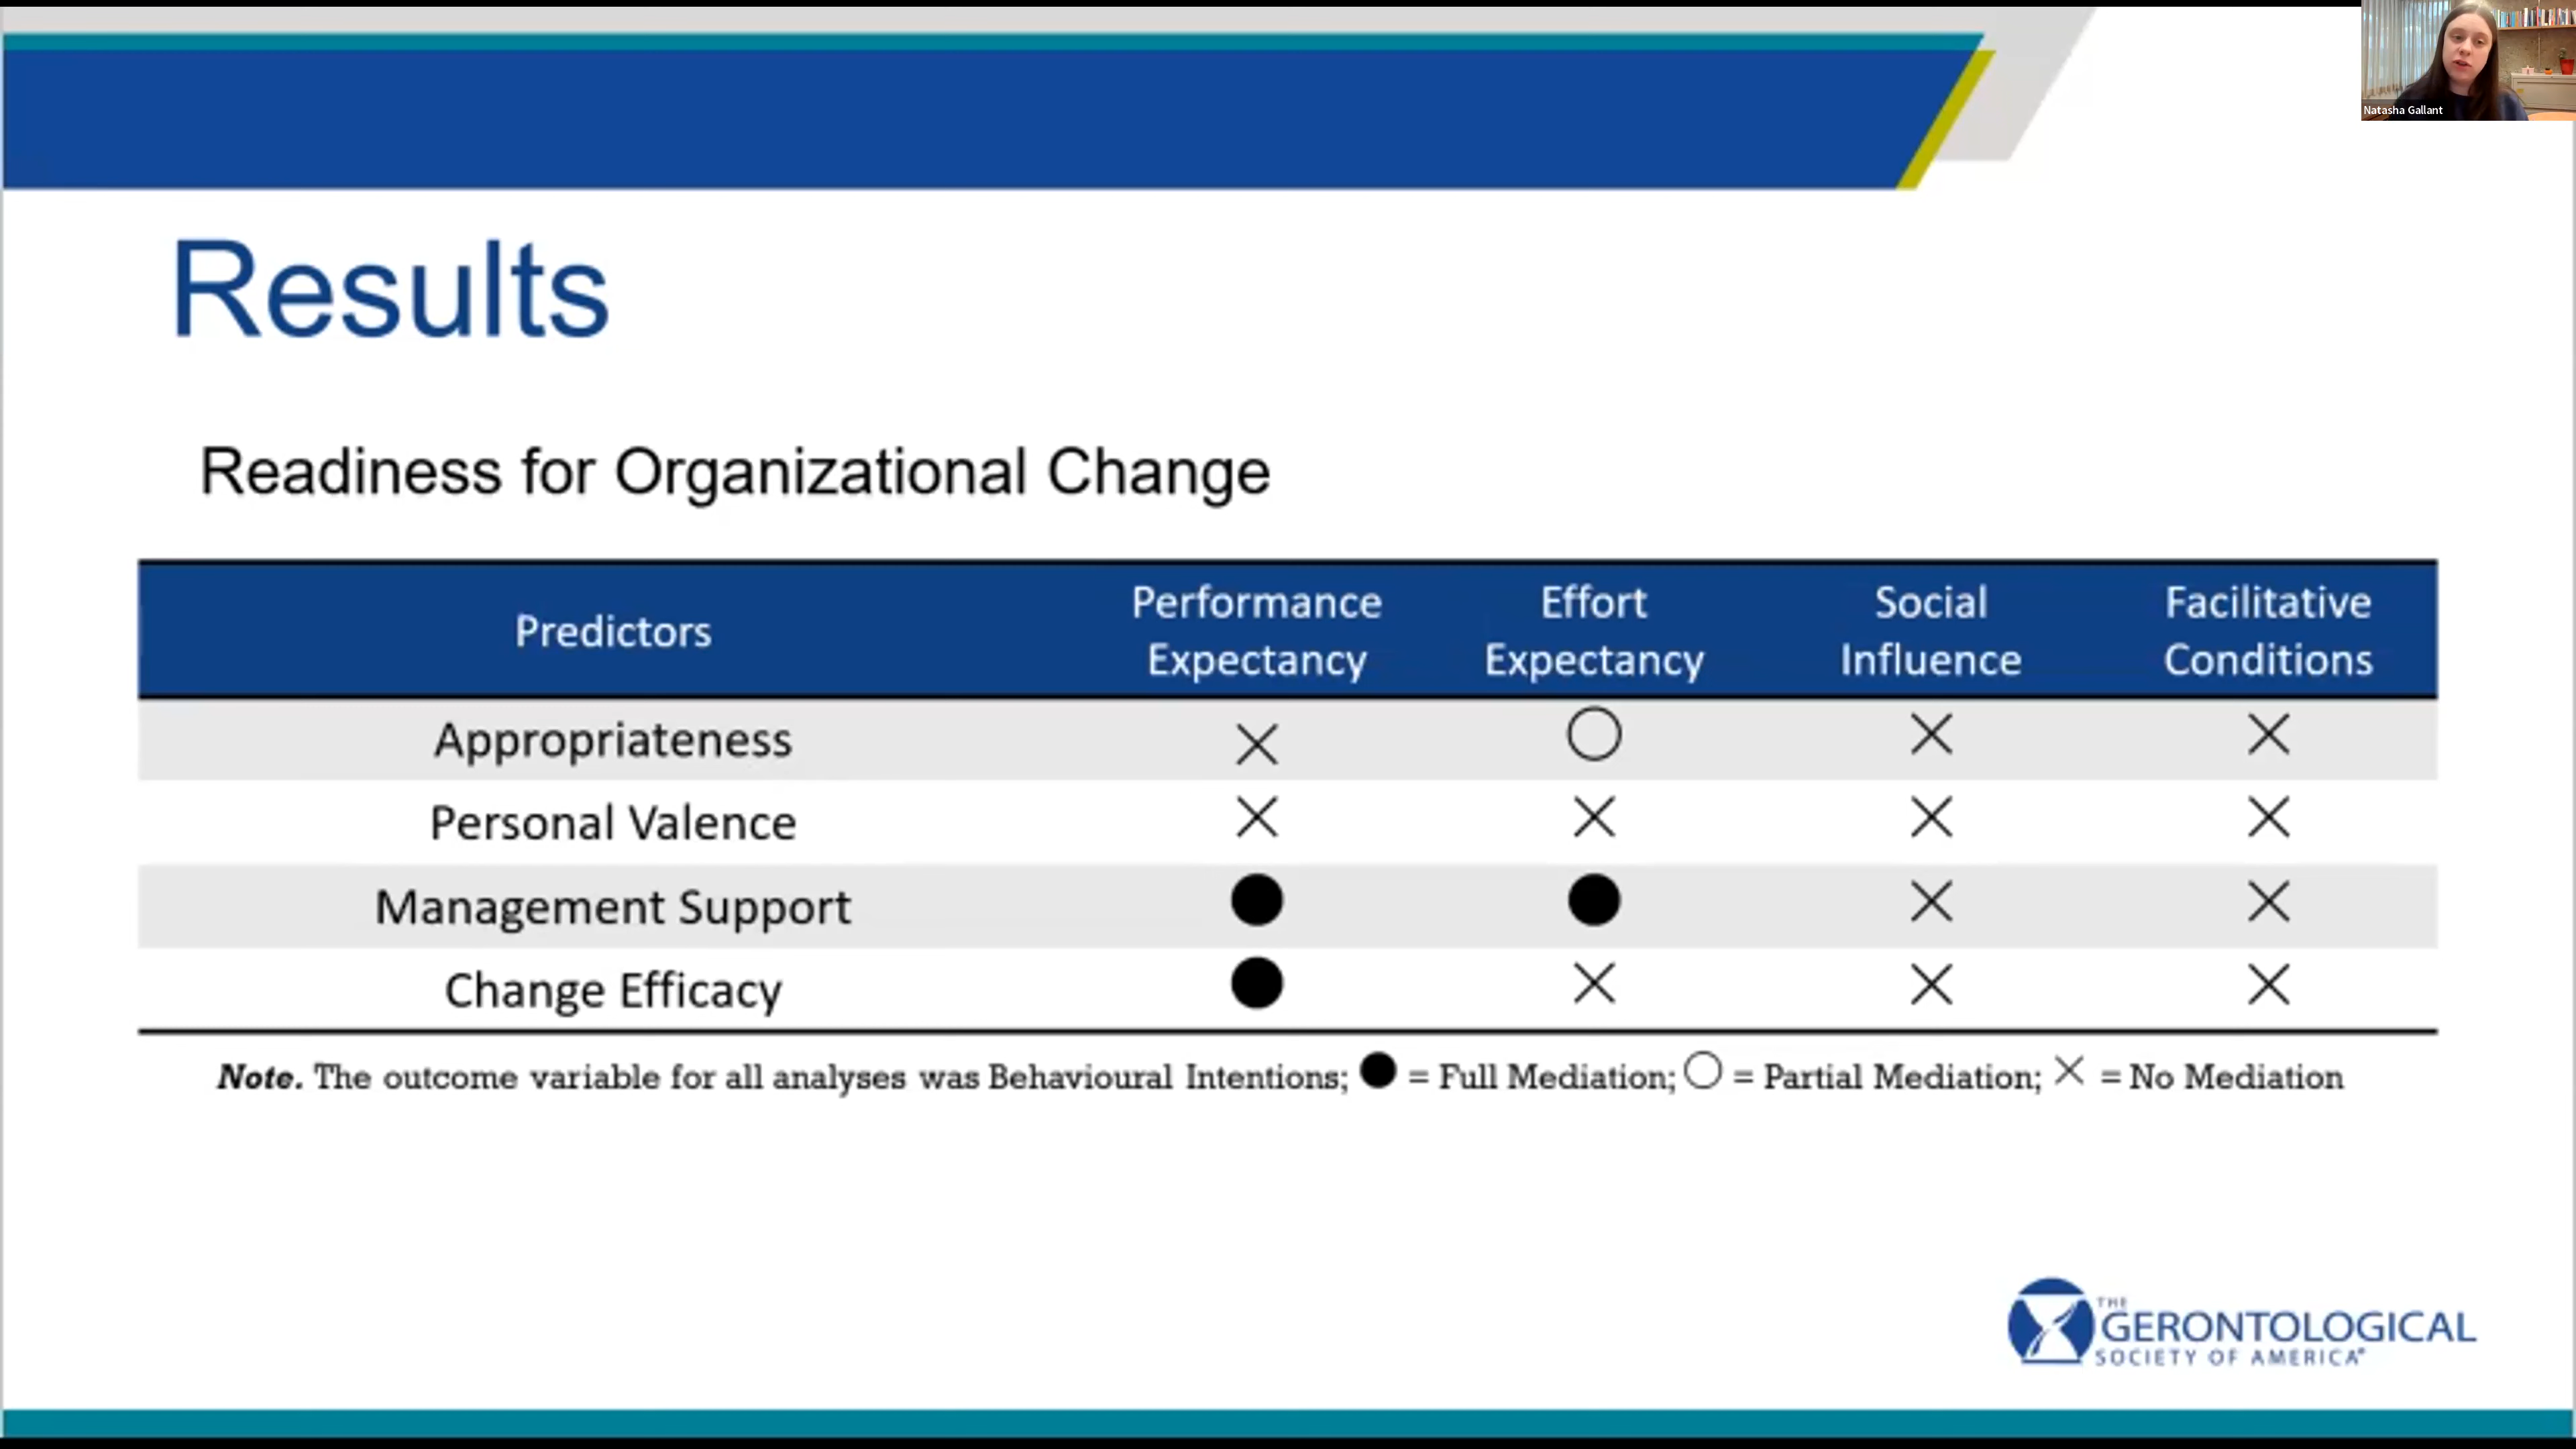 Natasha Gallant
Results
Readiness for Organizational Change
Predictors
Performance
Expectancy
Effort
Expectancy
Social
Influence
Facilitative
Conditions
Appropriateness × ○ × ×
Personal Valence × × × ×
Management Support ● ● × ×
Change Efficacy ● × × ×
Note. The outcome variable for all analyses was Behavioural Intentions; ● = Full Mediation; ○ = Partial Mediation; × = No Mediation
THE
GERONTOLOGICAL
SOCIETY OF AMERICA®